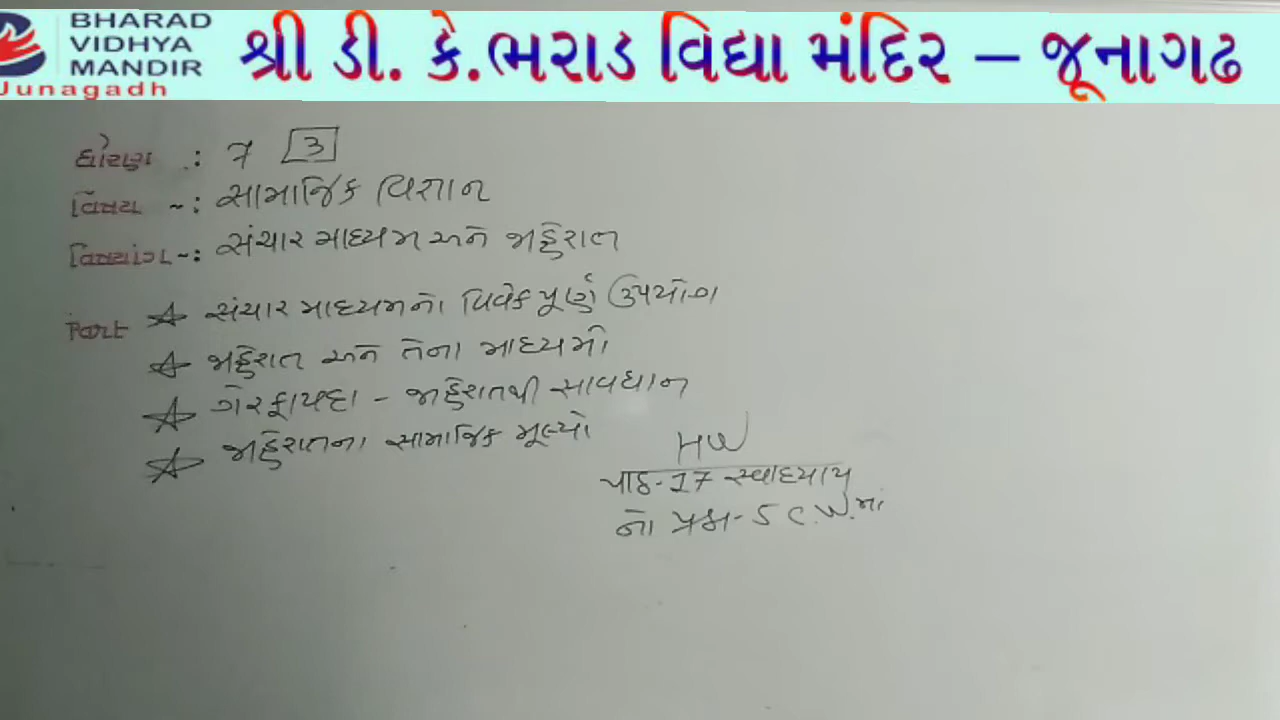 BHARAD
VIDHYA
MANDIR
Junagadh
શ્રી ડી. કે.ભરાડ વિદ્યા મંદિર – જૂનાગઢ
ધોરણ : 7 3
વિષય -: સામાજિક વિજ્ઞાન
વિષયાંગ -: સંચાર માધ્યમ અને જાહેરાત
Part ☆ સંચાર માધ્યમનો વિવેકપૂર્ણ ઉપયોગ
☆ જાહેરાત અને તેના માધ્યમો
☆ ગેરફાયદા - જાહેરાતથી સાવધાન
☆ જાહેરાતના સામાજિક મૂલ્યો
HW
પાઠ-17 સ્વાધ્યાય
નો પ્રશ્ન-5 C.W.માં